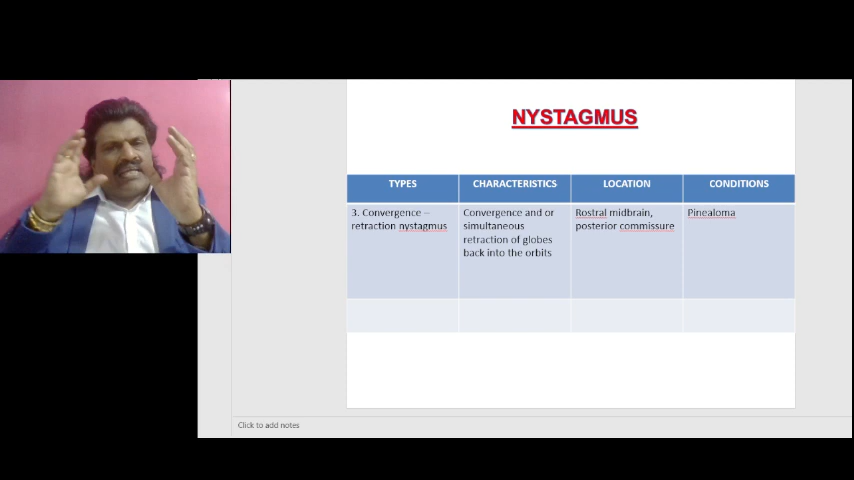 NYSTAGMUS
TYPES CHARACTERISTICS LOCATION CONDITIONS
3. Convergence –
retraction nystagmus
Convergence and or
simultaneous
retraction of globes
back into the orbits
Rostral midbrain,
posterior commissure
Pinealoma
Click to add notes